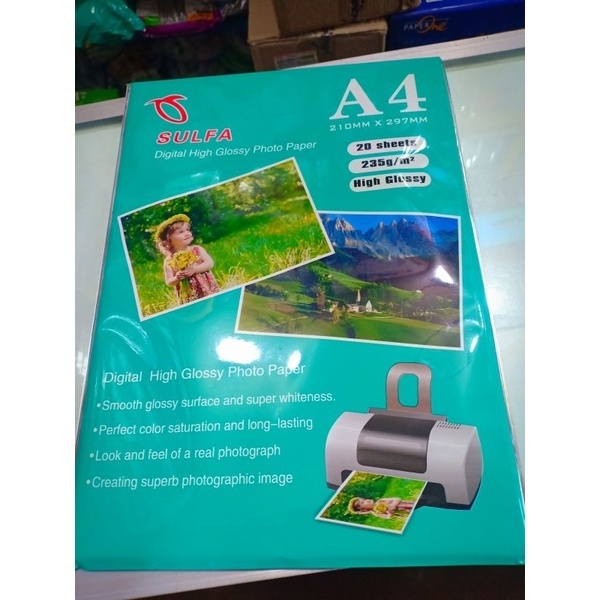 PAPER One
A4
210MM X 297MM
SULFA
Digital High Glossy Photo Paper
20 sheets
235g/m²
High Glossy
Digital High Glossy Photo Paper
•Smooth glossy surface and super whiteness.
•Perfect color saturation and long-lasting
•Look and feel of a real photograph
•Creating superb photographic image